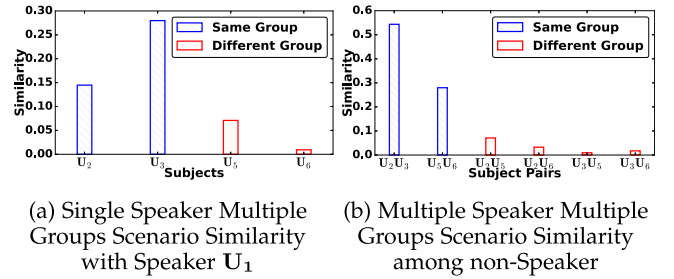 0.30
0.25
0.20
0.15
0.10
0.05
0.00
Similarity
Same Group
Different Group
U2 U3 U5 U6
Subjects
0.6
0.5
0.4
0.3
0.2
0.1
0.0
Similarity
Same Group
Different Group
U2U3 U5U6 U2U5 U2U6 U3U5 U3U6
Subject Pairs
(a) Single Speaker Multiple
Groups Scenario Similarity
with Speaker U1
(b) Multiple Speaker Multiple
Groups Scenario Similarity
among non-Speaker